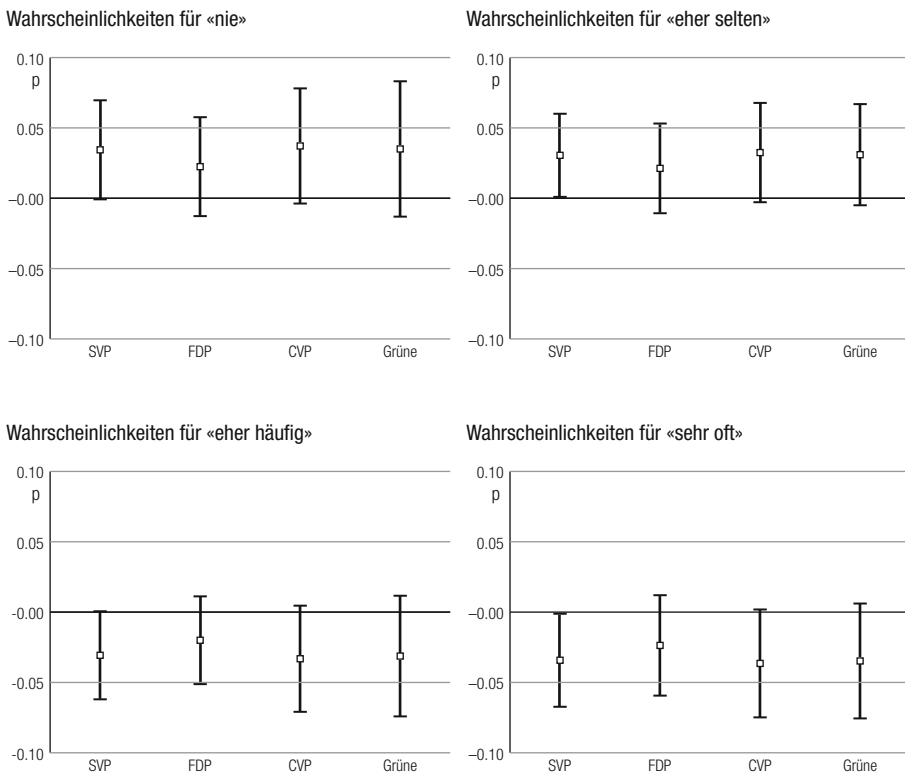 Wahrscheinlichkeiten für «nie»
0.10
p
0.05
–0.00
–0.05
–0.10
SVP FDP CVP Grüne
Wahrscheinlichkeiten für «eher selten»
0.10
p
0.05
–0.00
–0.05
–0.10
SVP FDP CVP Grüne
Wahrscheinlichkeiten für «eher häufig»
0.10
p
0.05
-0.00
-0.05
-0.10
SVP FDP CVP Grüne
Wahrscheinlichkeiten für «sehr oft»
0.10
p
0.05
-0.00
–0.05
–0.10
SVP FDP CVP Grüne